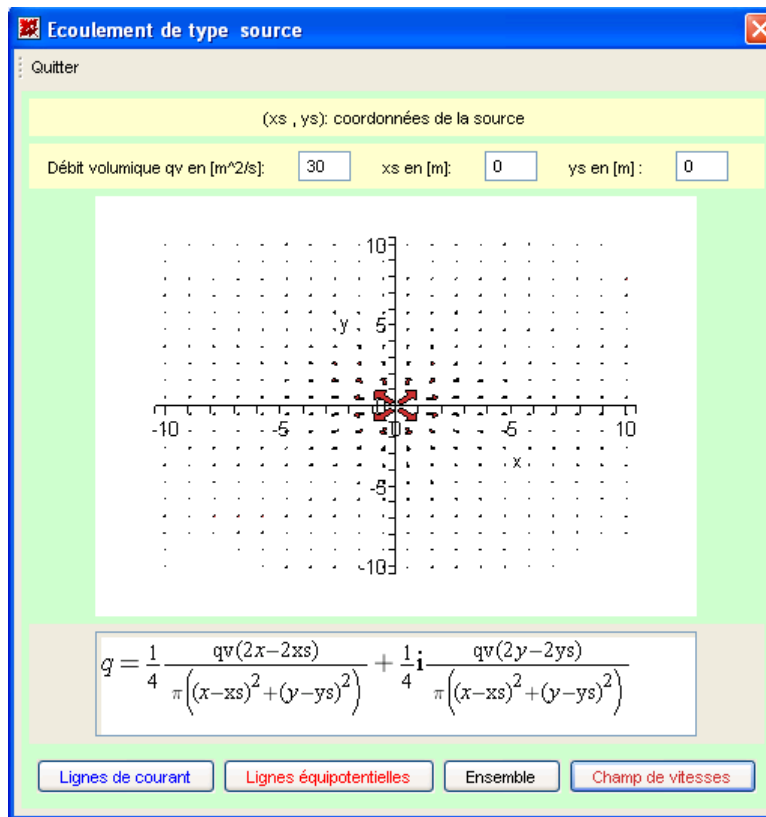 Ecoulement de type source
Quitter
(xs , ys): coordonnées de la source
Débit volumique qv en [m^2/s]: 30 xs en [m]: 0 ys en [m] : 0
10
y 5
-10 -5 0 5 10
x
-5
-10
q = 1/4 qv(2x−2xs)/π((x−xs)^2+(y−ys)^2) + 1/4 i qv(2y−2ys)/π((x−xs)^2+(y−ys)^2)
Lignes de courant Lignes équipotentielles Ensemble Champ de vitesses